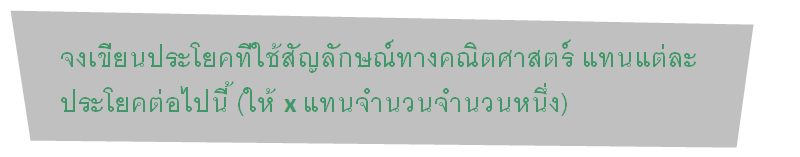 จงเขียนประโยคที่ใช้สัญลักษณ์ทางคณิตศาสตร์ แทนแต่ละ
ประโยคต่อไปนี้ (ให้ x แทนจำนวนจำนวนหนึ่ง)